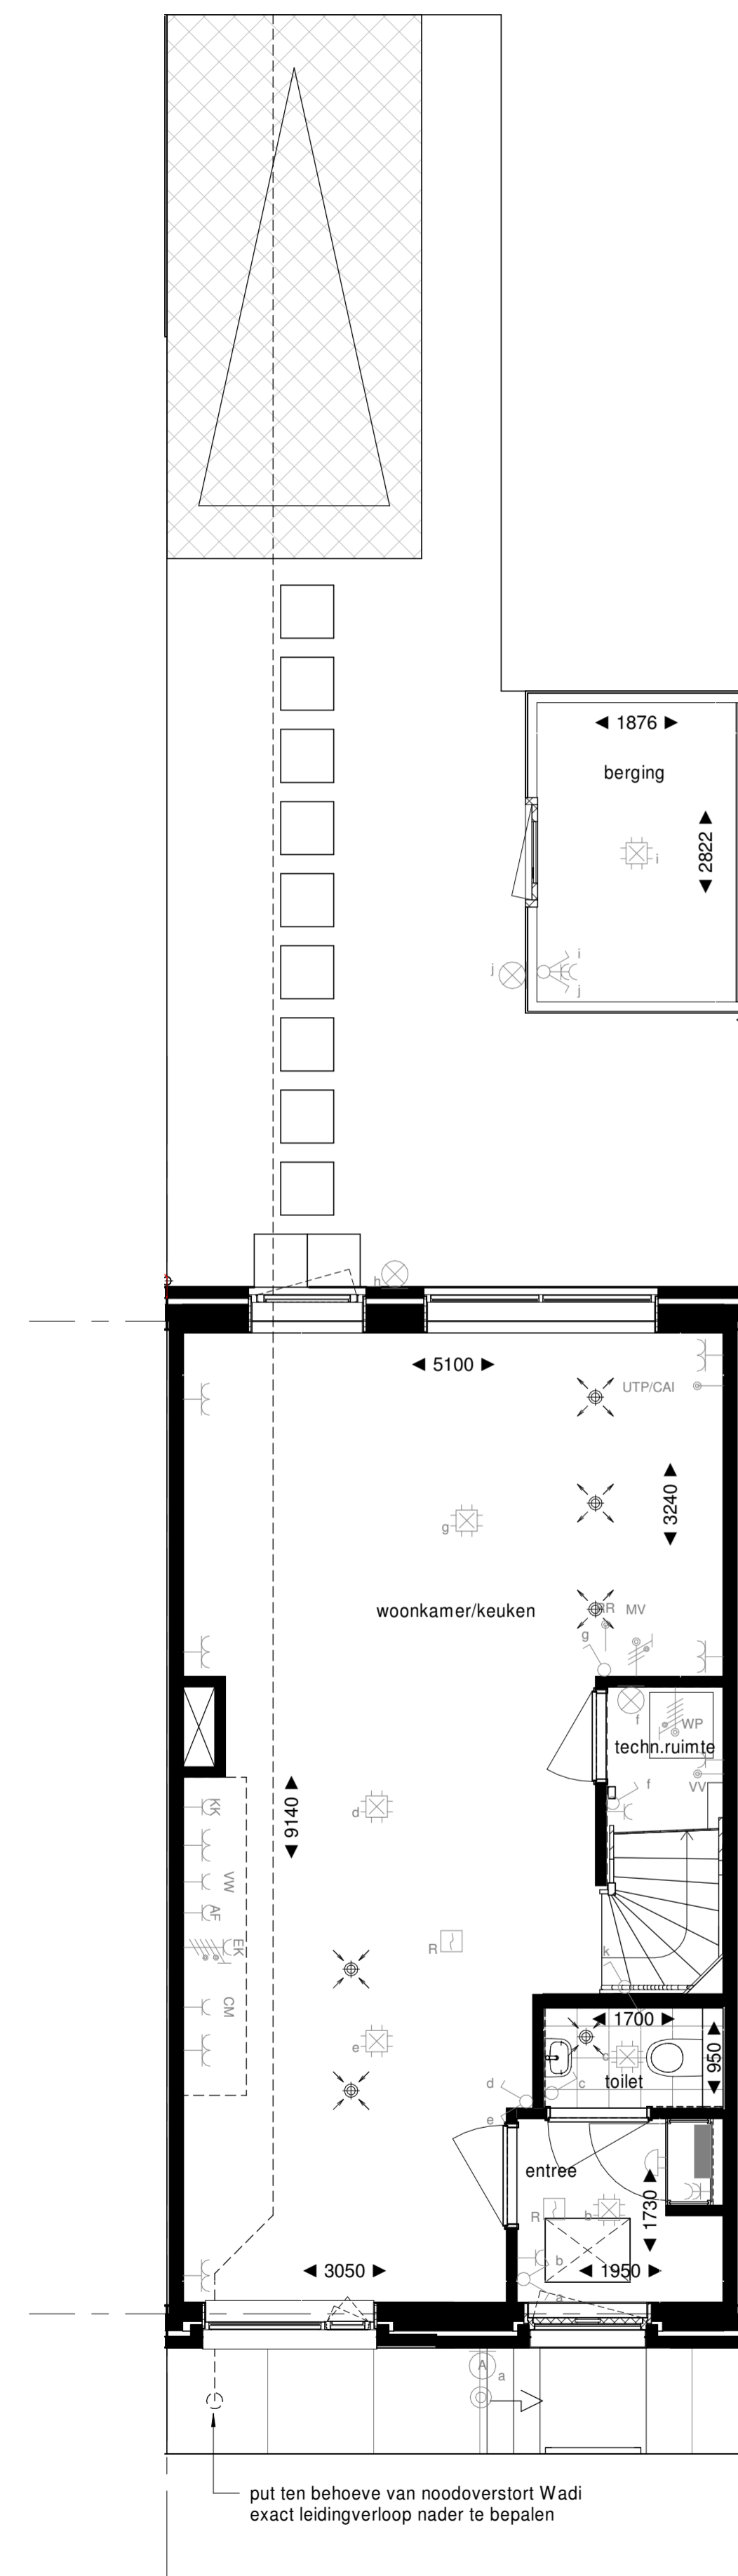 1876
berging
2822
i
i
j
j
h
5100
UTP/CAI
3240
g
woonkamer/keuken
RR
MV
g
f
WP
techn.ruimte
VV
f
d
9140
KK
VW
AF
EK
CM
R
k
1700
c
950
e
toilet
d
c
e
entree
R
b
1730
b
3050
1950
a
A
a
put ten behoeve van noodoverstort Wadi
exact leidingverloop nader te bepalen